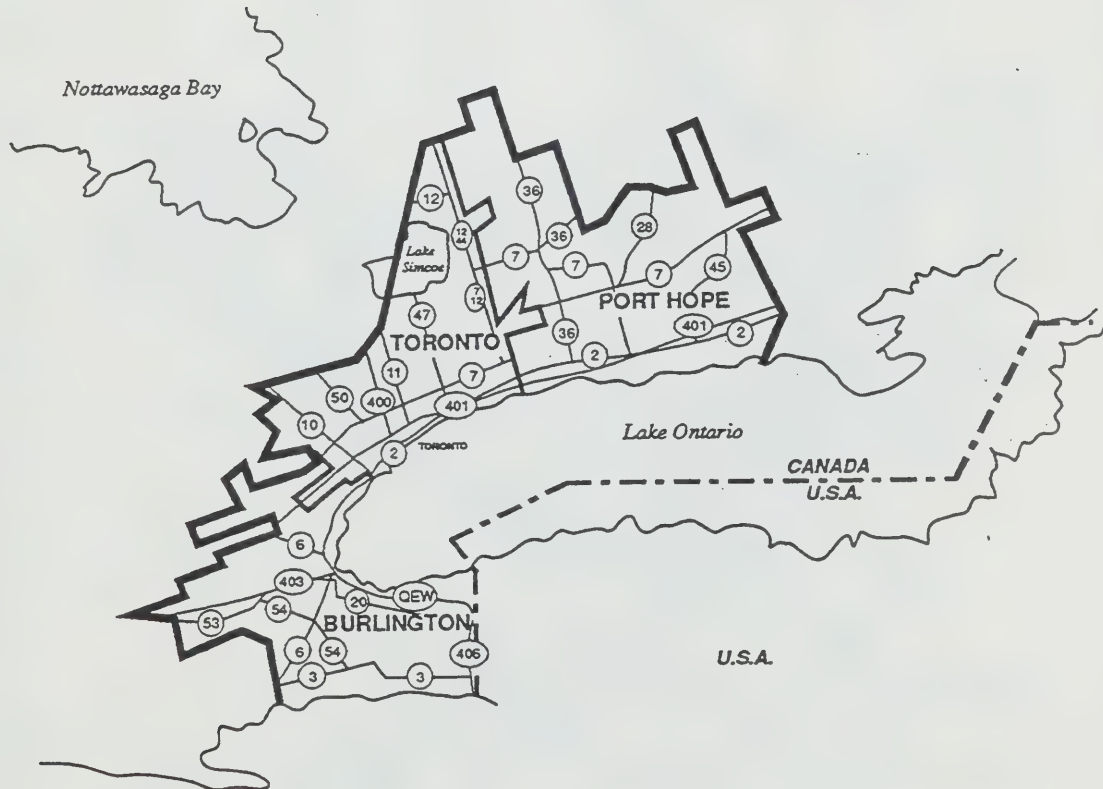 Nottawasaga Bay
36
12
12
44
36
28
Lake
Simcoe
7
7
7
45
7
12
PORT HOPE
47
TORONTO
401
36
2
2
11
7
50
400
401
10
2
TORONTO
Lake Ontario
CANADA
U.S.A.
6
403
20
QEW
54
53
BURLINGTON
6
54
406
U.S.A.
3
3